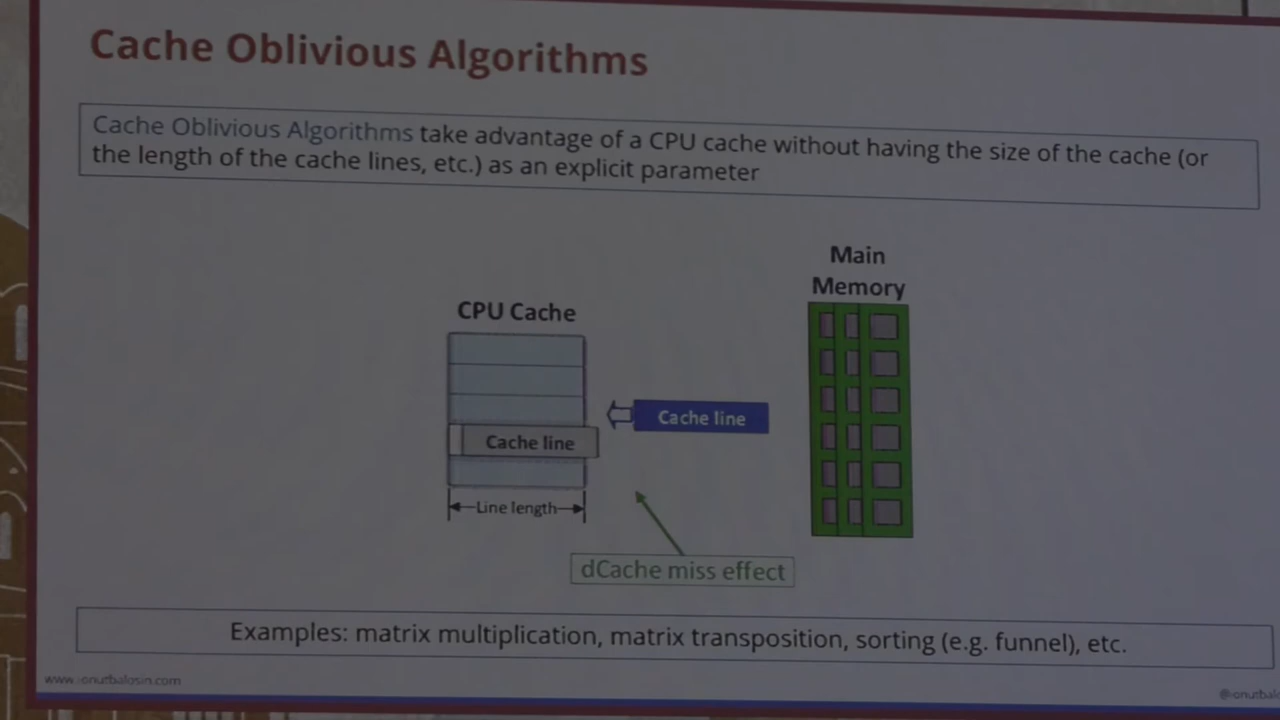 Cache Oblivious Algorithms
Cache Oblivious Algorithms take advantage of a CPU cache without having the size of the cache (or
the length of the cache lines, etc.) as an explicit parameter
Main
Memory
CPU Cache
Cache line
Cache line
Line length
dCache miss effect
Examples: matrix multiplication, matrix transposition, sorting (e.g. funnel), etc.
www.ionutbalosin.com
@ionutbal